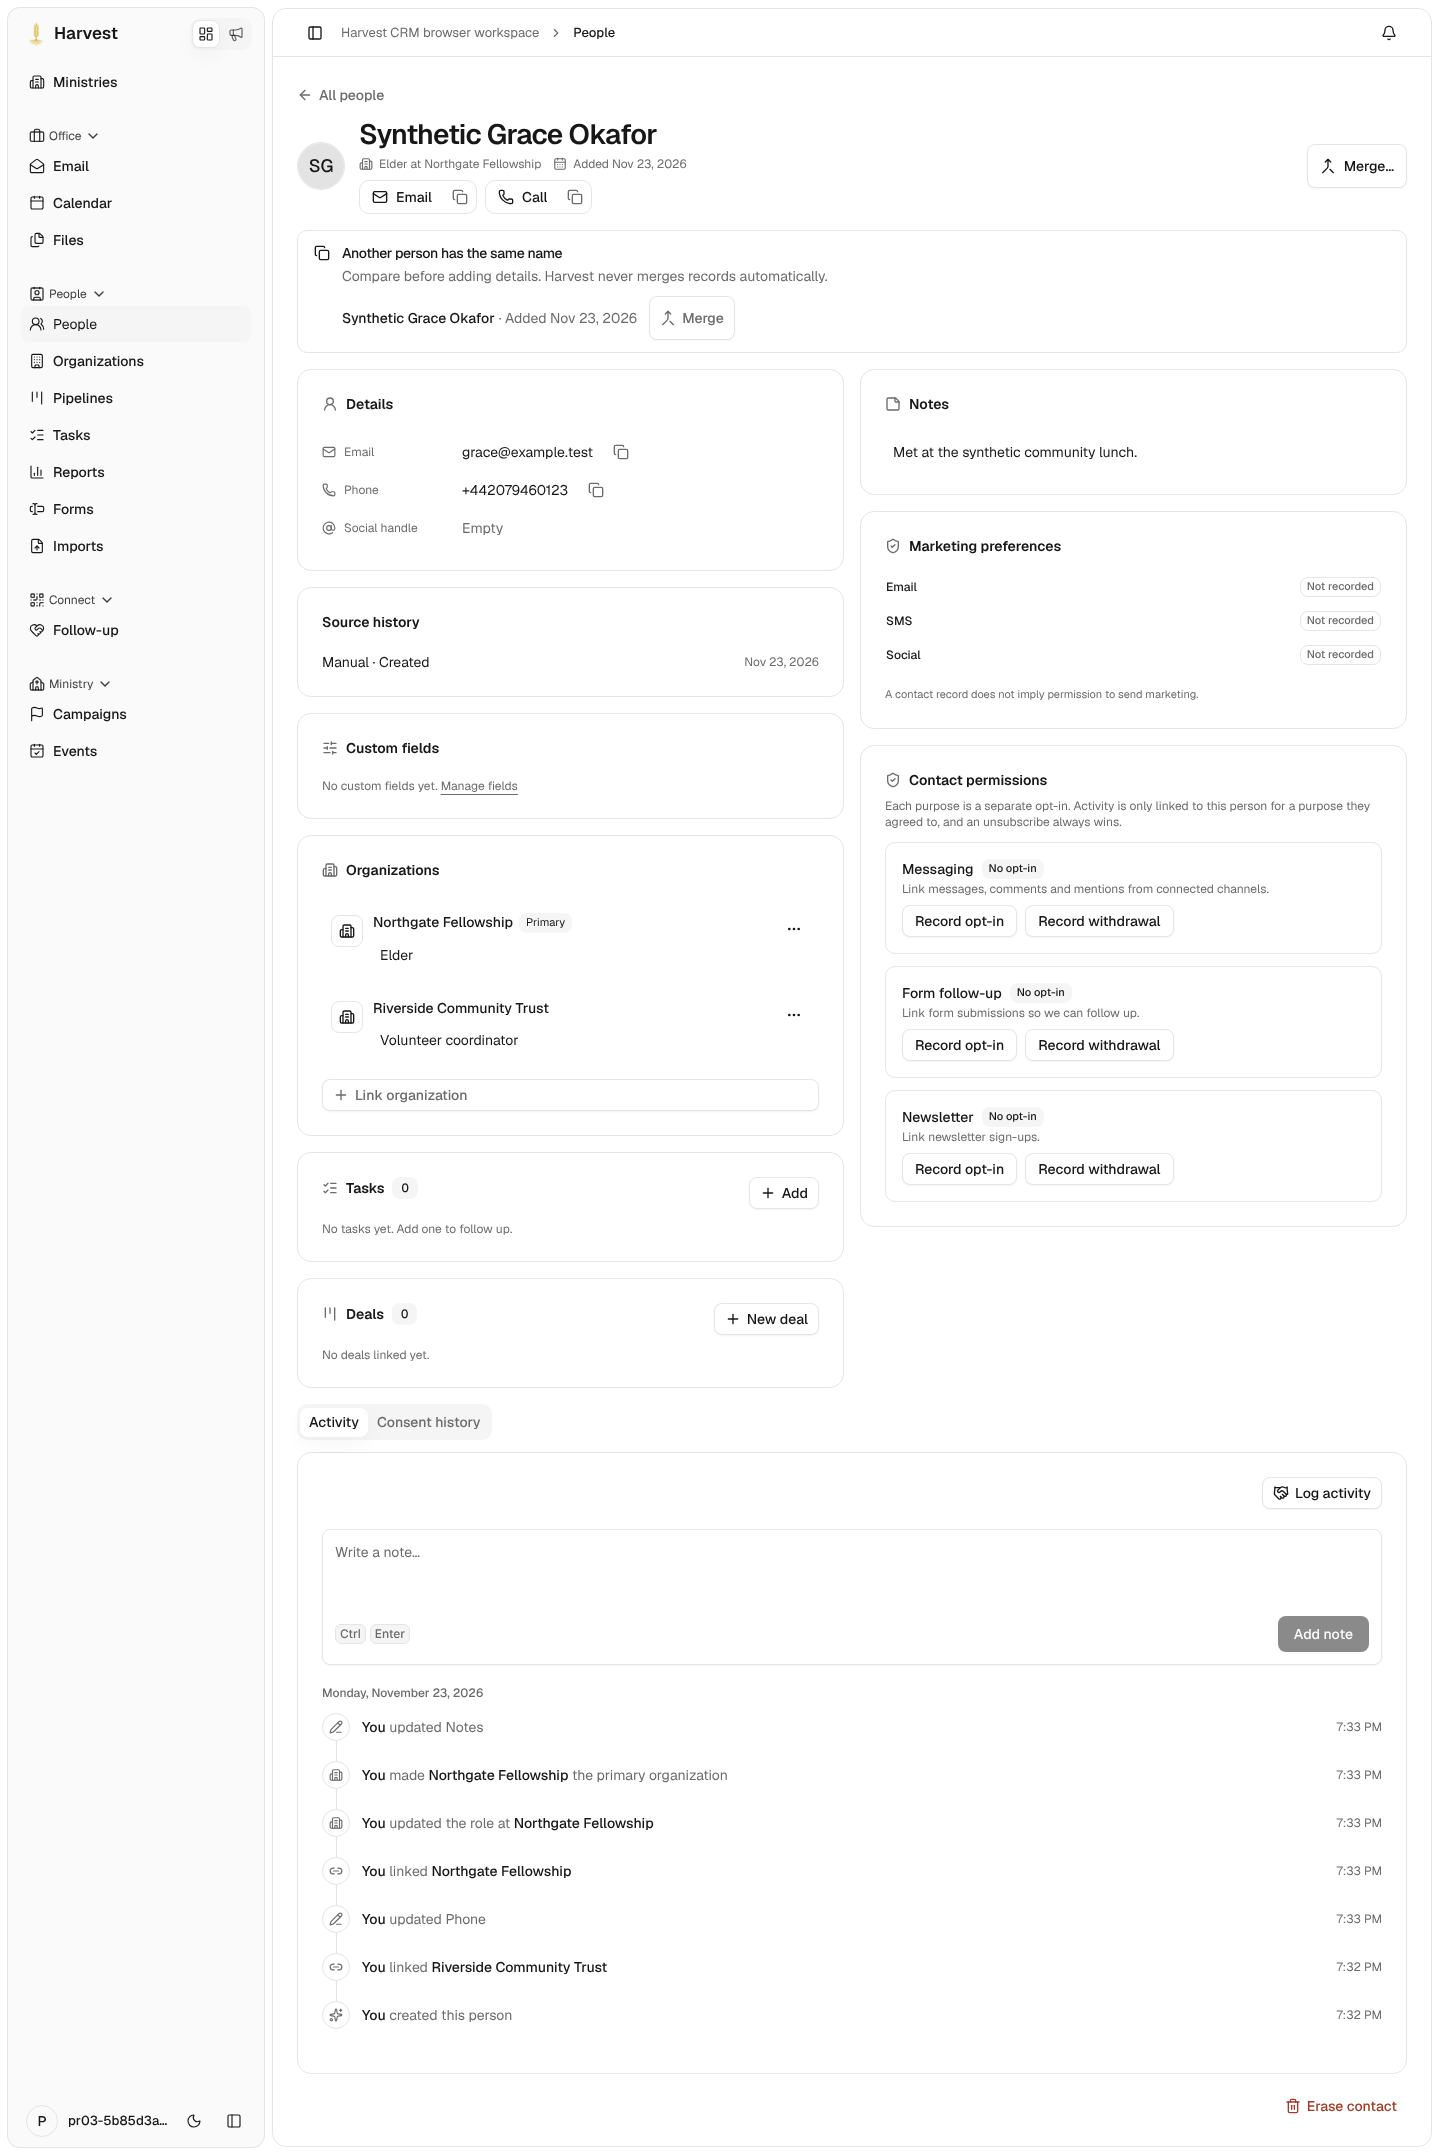 Harvest
Ministries
Office
Email
Calendar
Files
People
People
Organizations
Pipelines
Tasks
Reports
Forms
Imports
Connect
Follow-up
Ministry
Campaigns
Events
P
pr03-5b85d3a...
Harvest CRM browser workspace
People
All people
SG
Synthetic Grace Okafor
Elder at Northgate Fellowship
Added Nov 23, 2026
Email
Call
Merge...
Another person has the same name
Compare before adding details. Harvest never merges records automatically.
Synthetic Grace Okafor · Added Nov 23, 2026
Merge
Details
Email
grace@example.test
Phone
+442079460123
Social handle
Empty
Source history
Manual · Created
Nov 23, 2026
Custom fields
No custom fields yet. Manage fields
Organizations
Northgate Fellowship
Primary
Elder
Riverside Community Trust
Volunteer coordinator
Link organization
Tasks
0
Add
No tasks yet. Add one to follow up.
Deals
0
New deal
No deals linked yet.
Notes
Met at the synthetic community lunch.
Marketing preferences
Email
Not recorded
SMS
Not recorded
Social
Not recorded
A contact record does not imply permission to send marketing.
Contact permissions
Each purpose is a separate opt-in. Activity is only linked to this person for a purpose they
agreed to, and an unsubscribe always wins.
Messaging
No opt-in
Link messages, comments and mentions from connected channels.
Record opt-in
Record withdrawal
Form follow-up
No opt-in
Link form submissions so we can follow up.
Record opt-in
Record withdrawal
Newsletter
No opt-in
Link newsletter sign-ups.
Record opt-in
Record withdrawal
Activity
Consent history
Log activity
Write a note...
Ctrl
Enter
Add note
Monday, November 23, 2026
You updated Notes
7:33 PM
You made Northgate Fellowship the primary organization
7:33 PM
You updated the role at Northgate Fellowship
7:33 PM
You linked Northgate Fellowship
7:33 PM
You updated Phone
7:33 PM
You linked Riverside Community Trust
7:32 PM
You created this person
7:32 PM
Erase contact